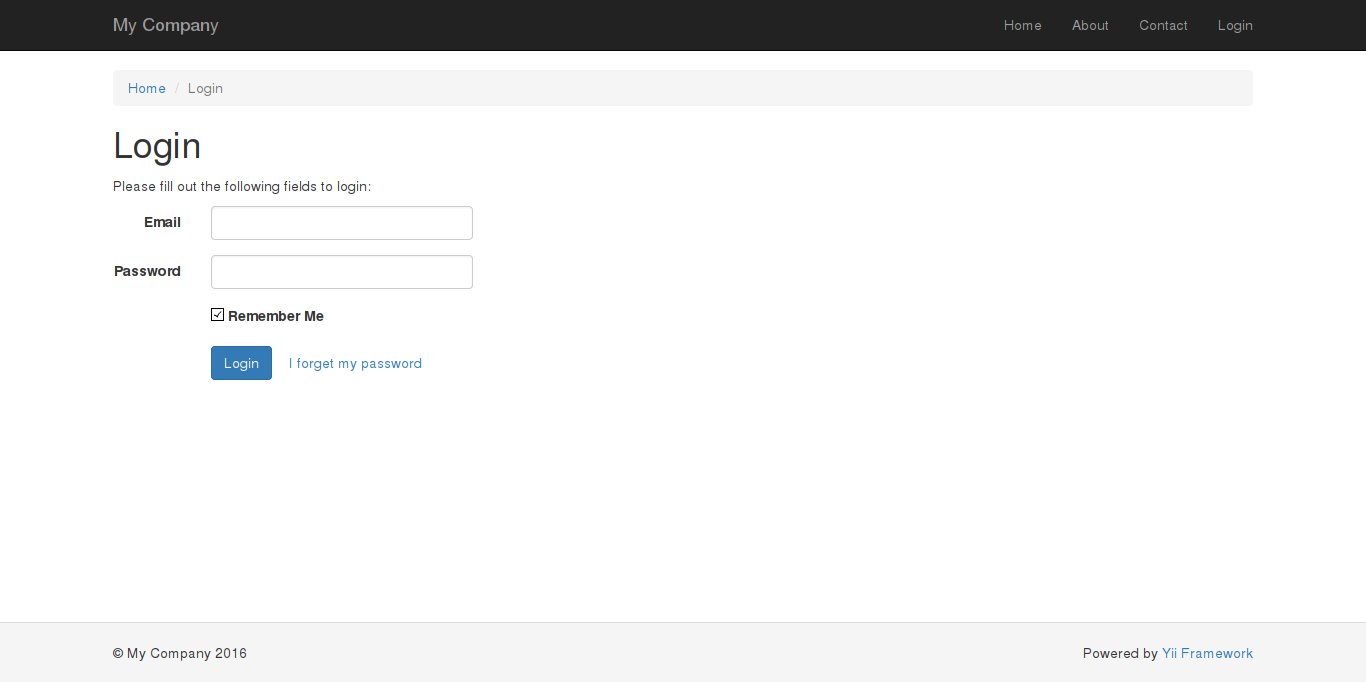 My Company Home About Contact Login
Home / Login
Login
Please fill out the following fields to login:
Email
Password
Remember Me
Login I forget my password
© My Company 2016 Powered by Yii Framework